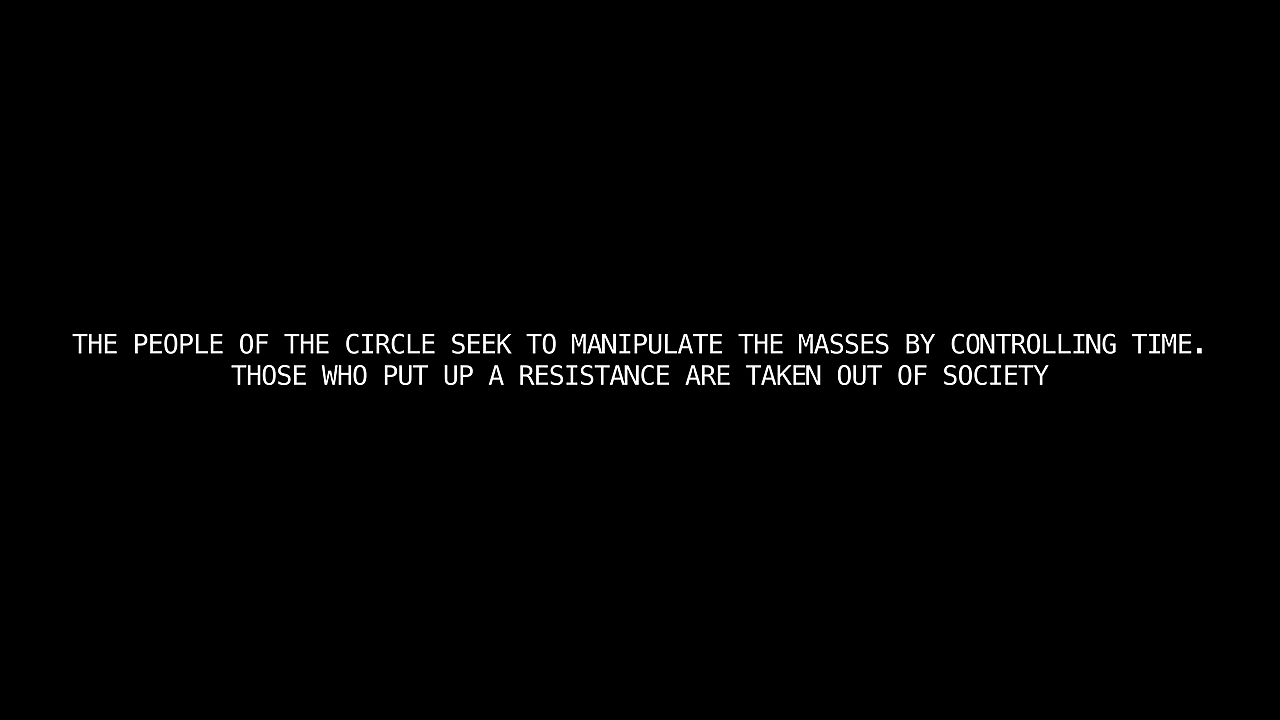 THE PEOPLE OF THE CIRCLE SEEK TO MANIPULATE THE MASSES BY CONTROLLING TIME.
THOSE WHO PUT UP A RESISTANCE ARE TAKEN OUT OF SOCIETY